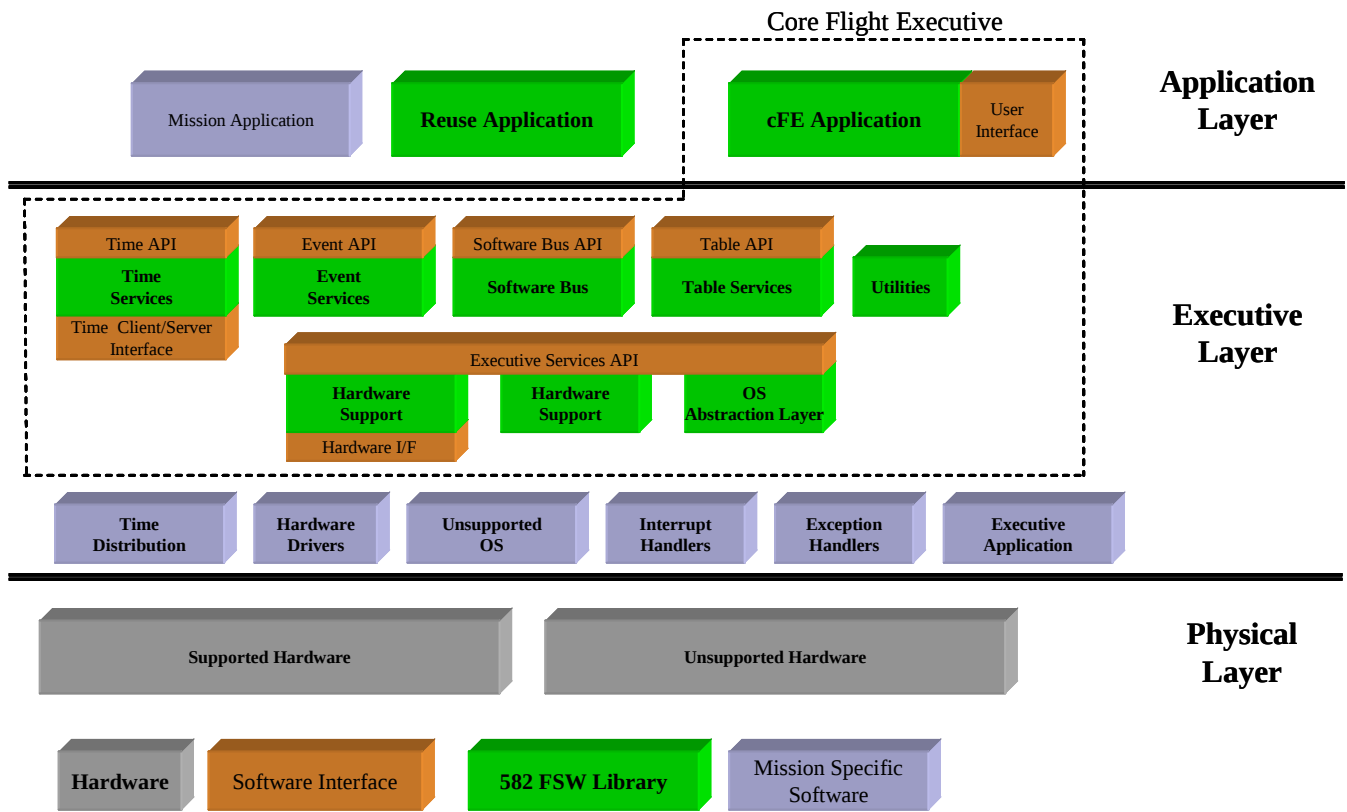 Core Flight Executive
Mission Application
Reuse Application
cFE Application
User
Interface
Application
Layer
Time API
Event API
Software Bus API
Table API
Time
Services
Event
Services
Software Bus
Table Services
Utilities
Time Client/Server
Interface
Executive Services API
Hardware
Support
Hardware
Support
OS
Abstraction Layer
Hardware I/F
Executive
Layer
Time
Distribution
Hardware
Drivers
Unsupported
OS
Interrupt
Handlers
Exception
Handlers
Executive
Application
Supported Hardware
Unsupported Hardware
Physical
Layer
Hardware
Software Interface
582 FSW Library
Mission Specific
Software